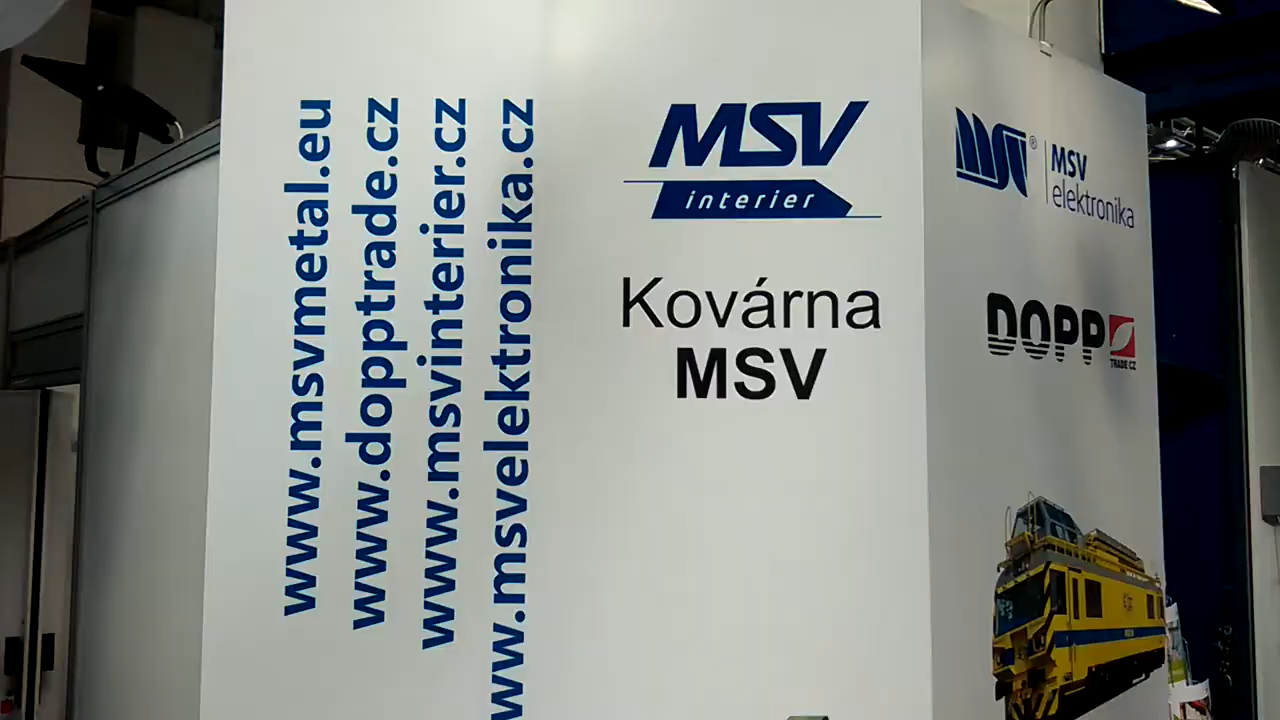 www.msvmetal.eu
www.dopptrade.cz
www.msvinterier.cz
www.msvelektronika.cz
MSV
interier
Kovárna
MSV
MSV®
MSV
elektronika
DOPP
TRADE CZ